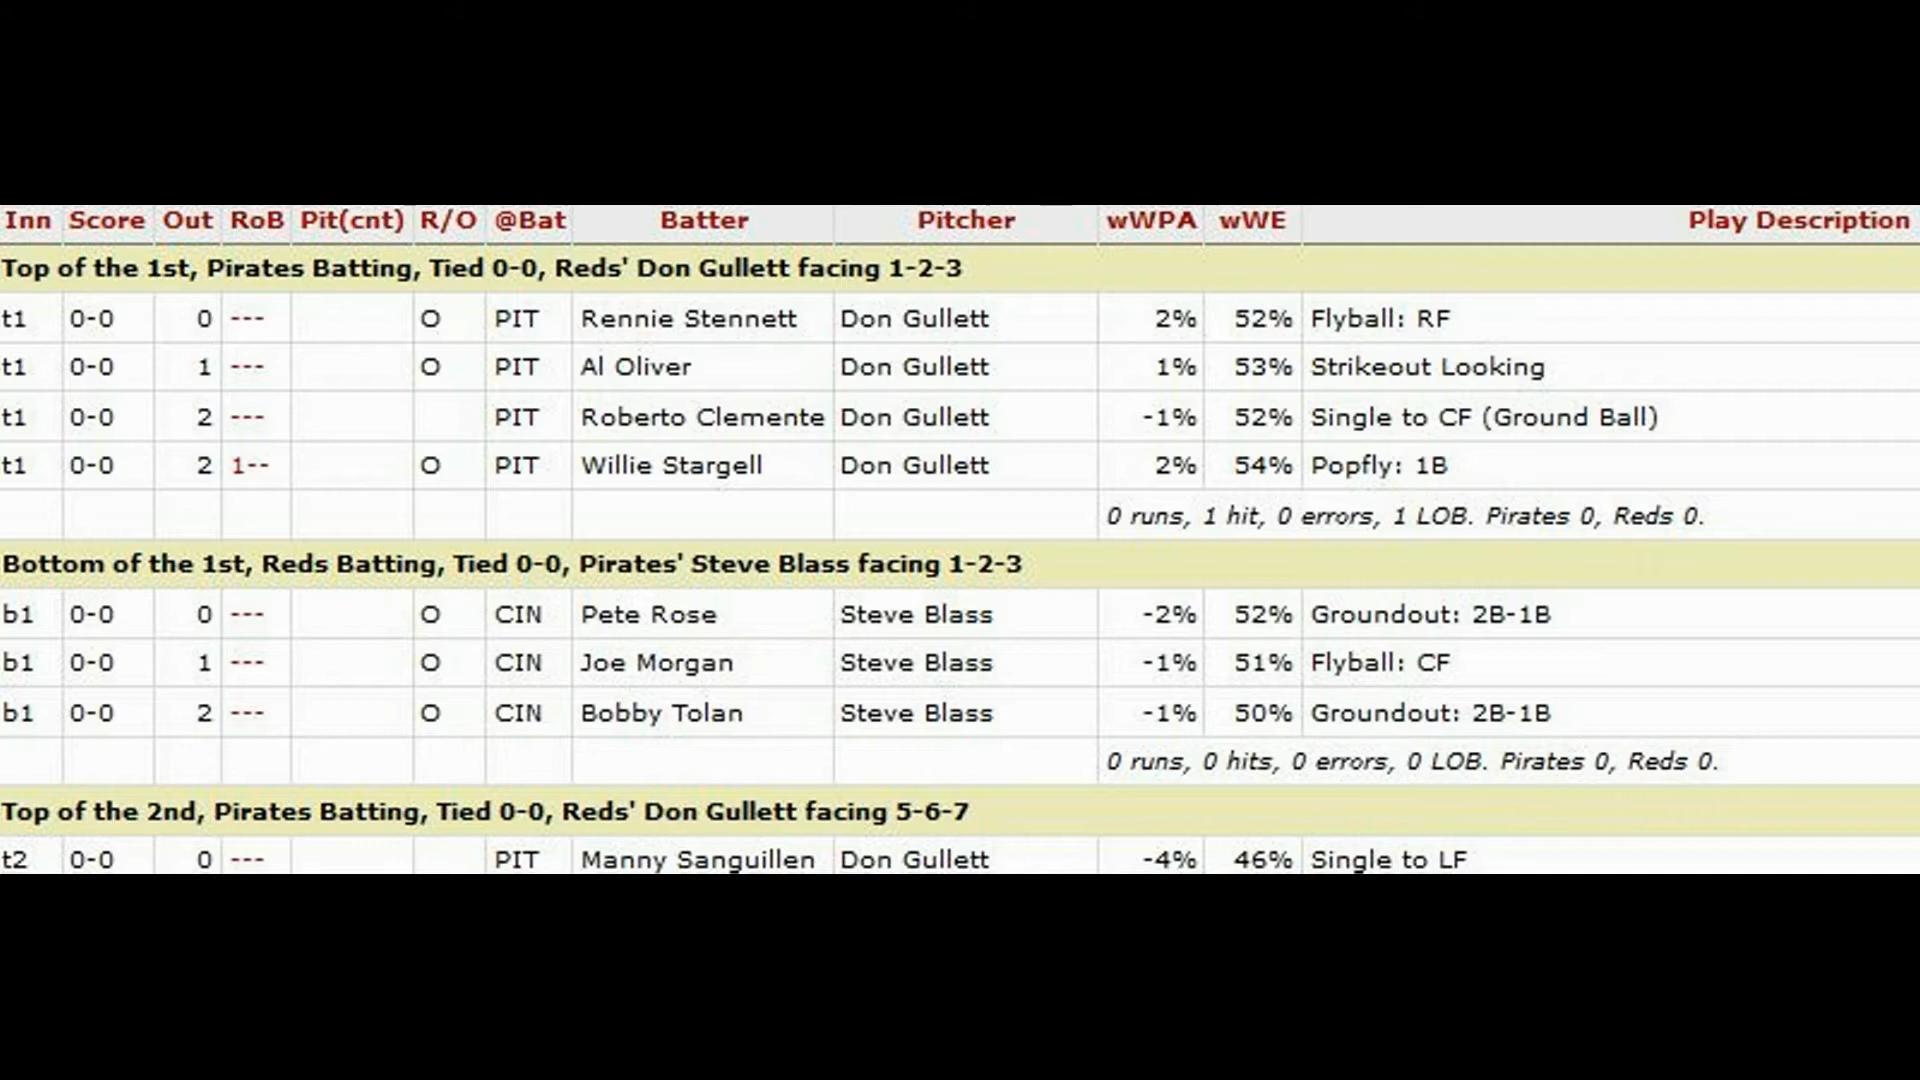 Inn Score Out RoB Pit(cnt) R/O @Bat Batter Pitcher wWPA wWE Play Description
Top of the 1st, Pirates Batting, Tied 0-0, Reds' Don Gullett facing 1-2-3
t1 0-0 0 --- O PIT Rennie Stennett Don Gullett 2% 52% Flyball: RF
t1 0-0 1 --- O PIT Al Oliver Don Gullett 1% 53% Strikeout Looking
t1 0-0 2 --- PIT Roberto Clemente Don Gullett -1% 52% Single to CF (Ground Ball)
t1 0-0 2 1-- O PIT Willie Stargell Don Gullett 2% 54% Popfly: 1B
0 runs, 1 hit, 0 errors, 1 LOB. Pirates 0, Reds 0.
Bottom of the 1st, Reds Batting, Tied 0-0, Pirates' Steve Blass facing 1-2-3
b1 0-0 0 --- O CIN Pete Rose Steve Blass -2% 52% Groundout: 2B-1B
b1 0-0 1 --- O CIN Joe Morgan Steve Blass -1% 51% Flyball: CF
b1 0-0 2 --- O CIN Bobby Tolan Steve Blass -1% 50% Groundout: 2B-1B
0 runs, 0 hits, 0 errors, 0 LOB. Pirates 0, Reds 0.
Top of the 2nd, Pirates Batting, Tied 0-0, Reds' Don Gullett facing 5-6-7
t2 0-0 0 --- PIT Manny Sanguillen Don Gullett -4% 46% Single to LF